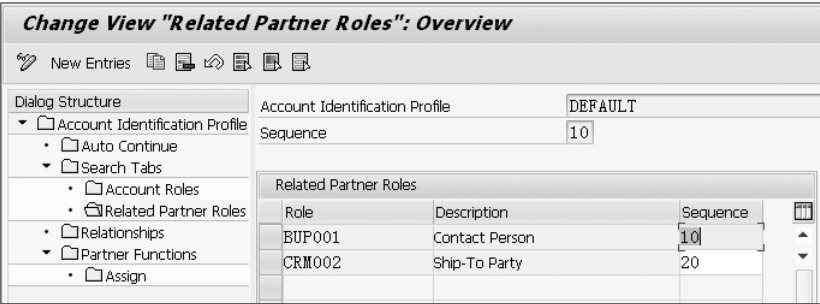 Change View "Related Partner Roles": Overview
New Entries
Dialog Structure
Account Identification Profile
Auto Continue
Search Tabs
Account Roles
Related Partner Roles
Relationships
Partner Functions
Assign
Account Identification Profile DEFAULT
Sequence 10
Related Partner Roles
Role Description Sequence
BUP001 Contact Person 10
CRM002 Ship-To Party 20